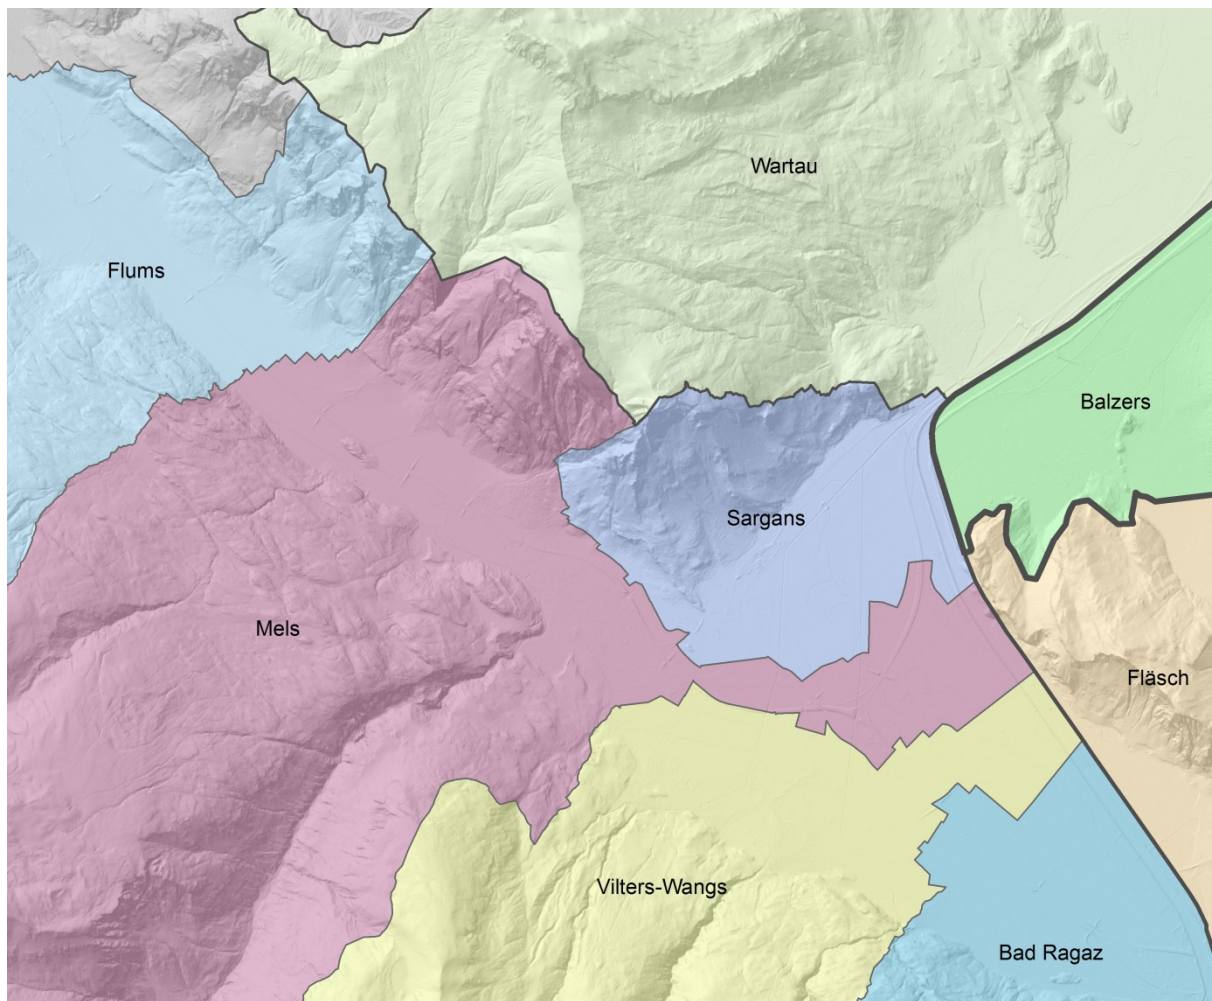 Wartau
Flums
Balzers
Sargans
Mels
Fläsch
Vilters-Wangs
Bad Ragaz